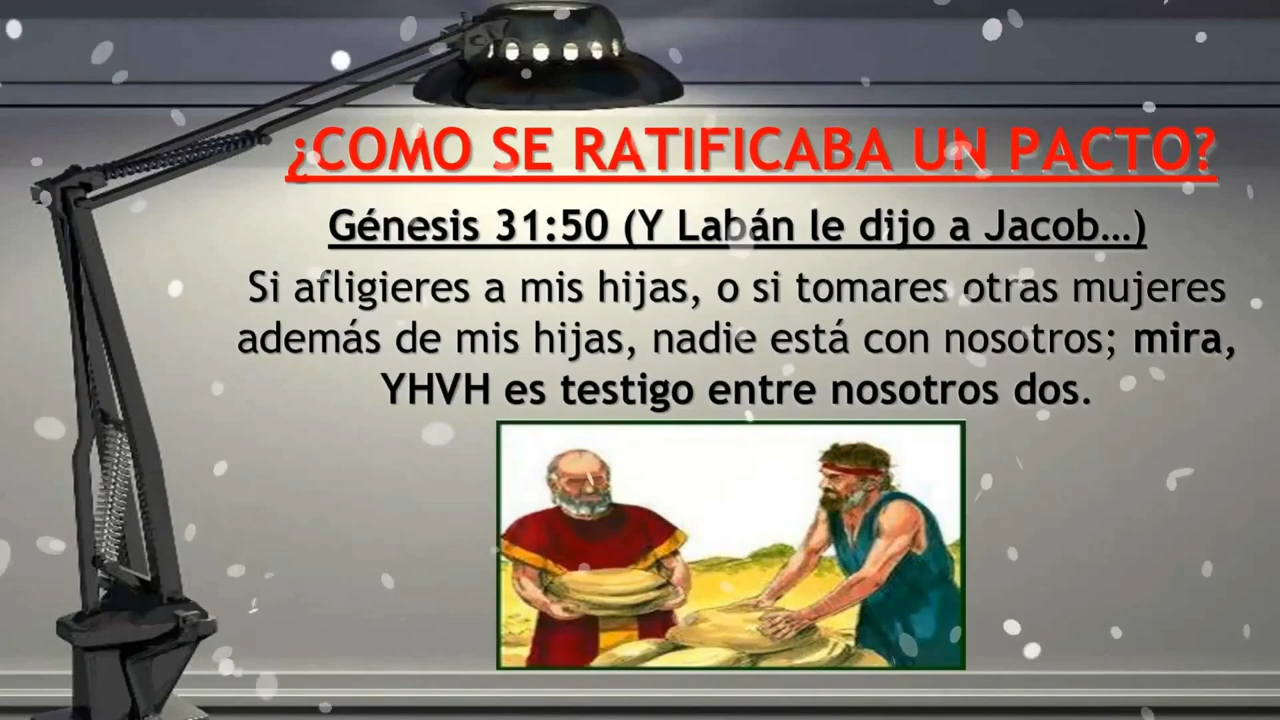 ¿COMO SE RATIFICABA UN PACTO?
Génesis 31:50 (Y Labán le dijo a Jacob...)
Si afligieres a mis hijas, o si tomares otras mujeres
además de mis hijas, nadie está con nosotros; mira,
YHVH es testigo entre nosotros dos.